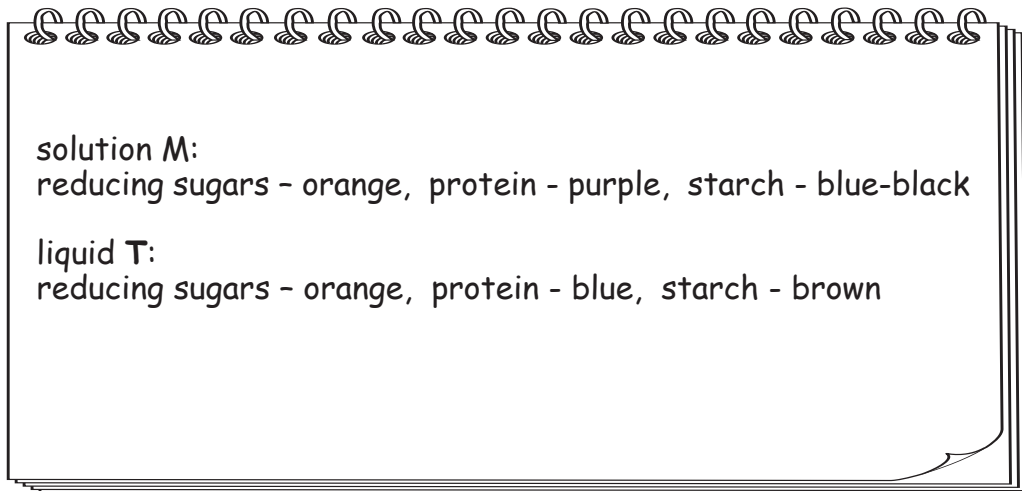 solution M:
reducing sugars – orange,  protein - purple,  starch - blue-black
liquid T:
reducing sugars – orange,  protein - blue,  starch - brown